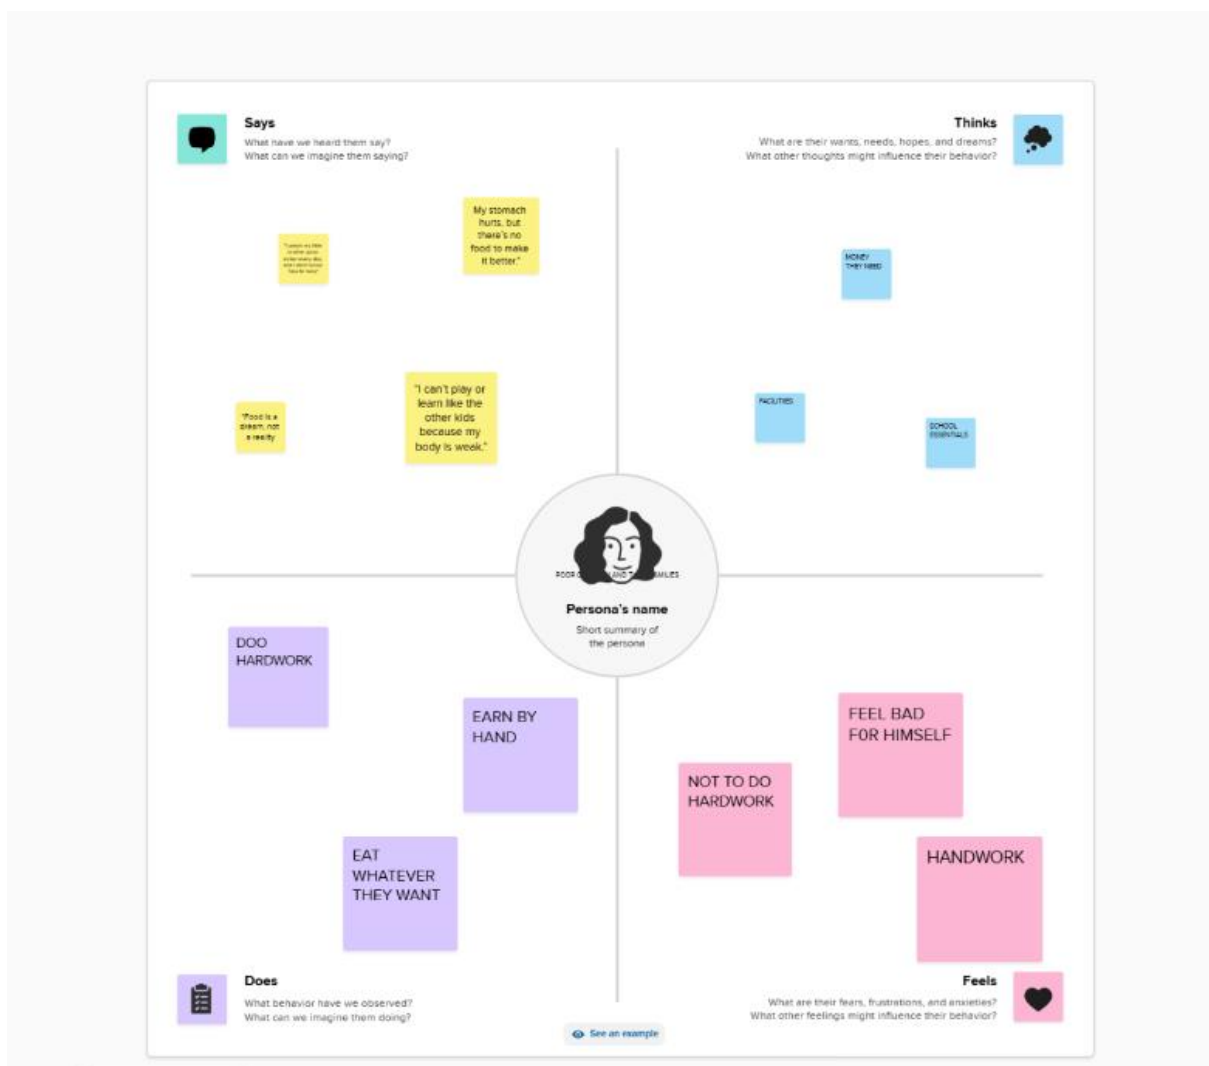 Says
What have we heard them say?
What can we imagine them saying?
Thinks
What are their wants, needs, hopes, and dreams?
What other thoughts might influence their behavior?
My stomach
hurts, but
there's no
food to make
it better."
"Food is a
dream, not
a reality
"I can't play or
learn like the
other kids
because my
body is weak."
MONEY
THEY NEED
FACILITIES
SCHOOL
ESSENTIALS
POOR AND
Persona's name
Short summary of
the persona
DOO
HARDWORK
EARN BY
HAND
EAT
WHATEVER
THEY WANT
FEEL BAD
FOR HIMSELF
NOT TO DO
HARDWORK
HANDWORK
Does
What behavior have we observed?
What can we imagine them doing?
Feels
What are their fears, frustrations, and anxieties?
What other feelings might influence their behavior?
See an example